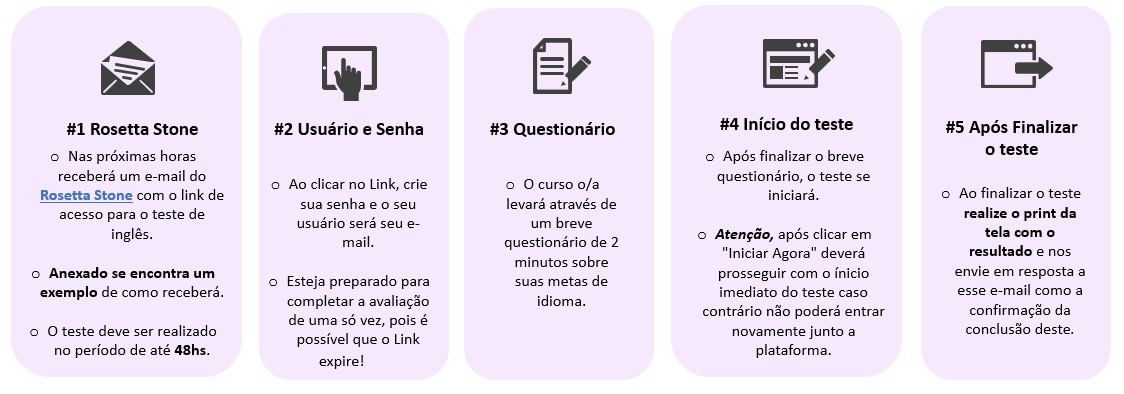 #1 Rosetta Stone
o Nas próximas horas
receberá um e-mail do
Rosetta Stone com o link de
acesso para o teste de
inglês.
o Anexado se encontra um
exemplo de como receberá.
o O teste deve ser realizado
no período de até 48hs.
#2 Usuário e Senha
o Ao clicar no Link, crie
sua senha e o seu
usuário será seu e-
mail.
o Esteja preparado para
completar a avaliação
de uma só vez, pois é
possível que o Link
expire!
#3 Questionário
o O curso o/a
levará através de
um breve
questionário de 2
minutos sobre
suas metas de
idioma.
#4 Início do teste
o Após finalizar o breve
questionário, o teste se
iniciará.
o Atenção, após clicar em
"Iniciar Agora" deverá
prosseguir com o ínicio
imediato do teste caso
contrário não poderá entrar
novamente junto a
plataforma.
#5 Após Finalizar
o teste
o Ao finalizar o teste
realize o print da
tela com o
resultado e nos
envie em resposta a
esse e-mail como a
confirmação da
conclusão deste.